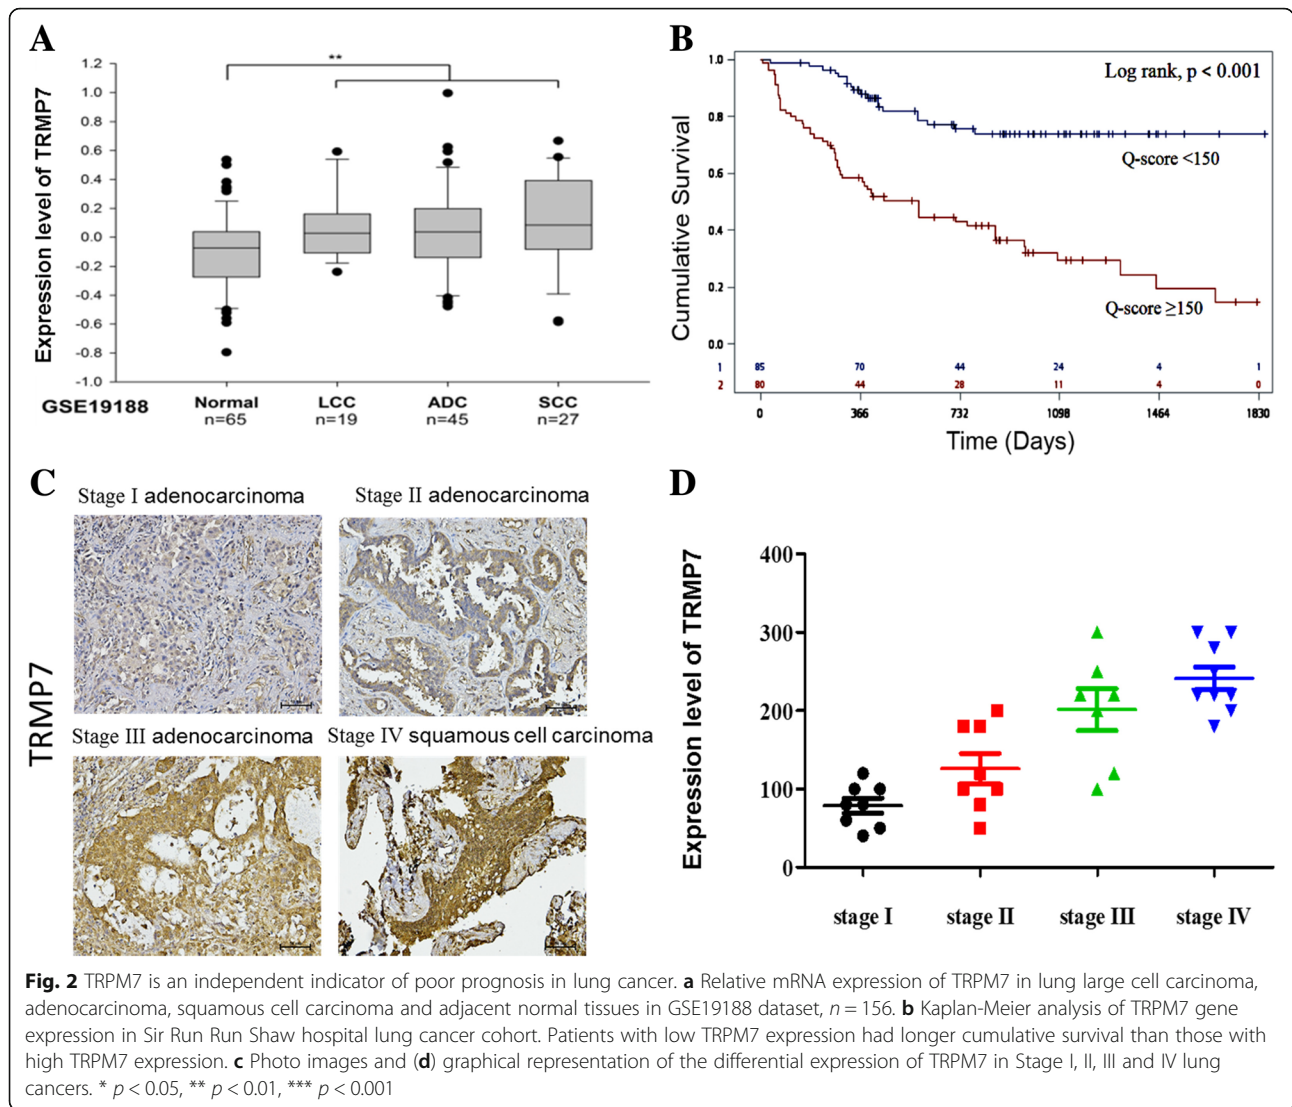 A
**
Expression level of TRMP7
1.2
1.0
0.8
0.6
0.4
0.2
0.0
-0.2
-0.4
-0.6
-0.8
-1.0
GSE19188
Normal LCC ADC SCC
n=65 n=19 n=45 n=27
B
Cumulative Survival
1.0
0.8
0.6
0.4
0.2
0.0
Log rank, p < 0.001
Q-score <150
Q-score ≥150
1 85 70 44 24 4 1
2 80 44 28 11 4 0
0 366 732 1098 1464 1830
Time (Days)
C
TRMP7
Stage I adenocarcinoma
Stage II adenocarcinoma
Stage III adenocarcinoma
Stage IV squamous cell carcinoma
D
Expression level of TRMP7
400
300
200
100
0
stage I stage II stage III stage IV
Fig. 2 TRPM7 is an independent indicator of poor prognosis in lung cancer. a Relative mRNA expression of TRPM7 in lung large cell carcinoma,
adenocarcinoma, squamous cell carcinoma and adjacent normal tissues in GSE19188 dataset, n = 156. b Kaplan-Meier analysis of TRPM7 gene
expression in Sir Run Run Shaw hospital lung cancer cohort. Patients with low TRPM7 expression had longer cumulative survival than those with
high TRPM7 expression. c Photo images and (d) graphical representation of the differential expression of TRPM7 in Stage I, II, III and IV lung
cancers. * p < 0.05, ** p < 0.01, *** p < 0.001